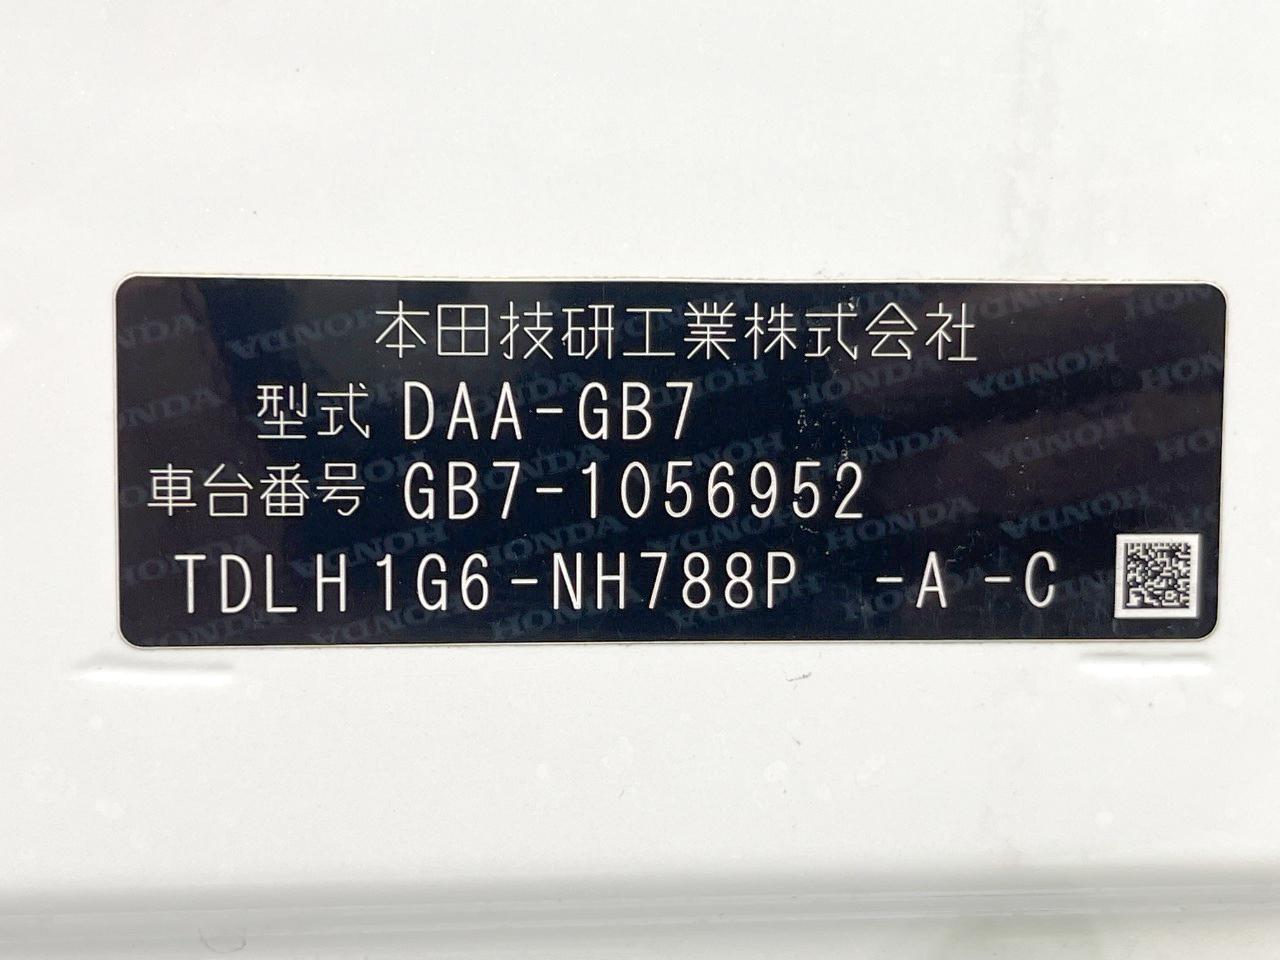 本田技研工業株式会社
型式 DAA-GB7
車台番号 GB7-1056952
TDLH1G6-NH788P -A -C